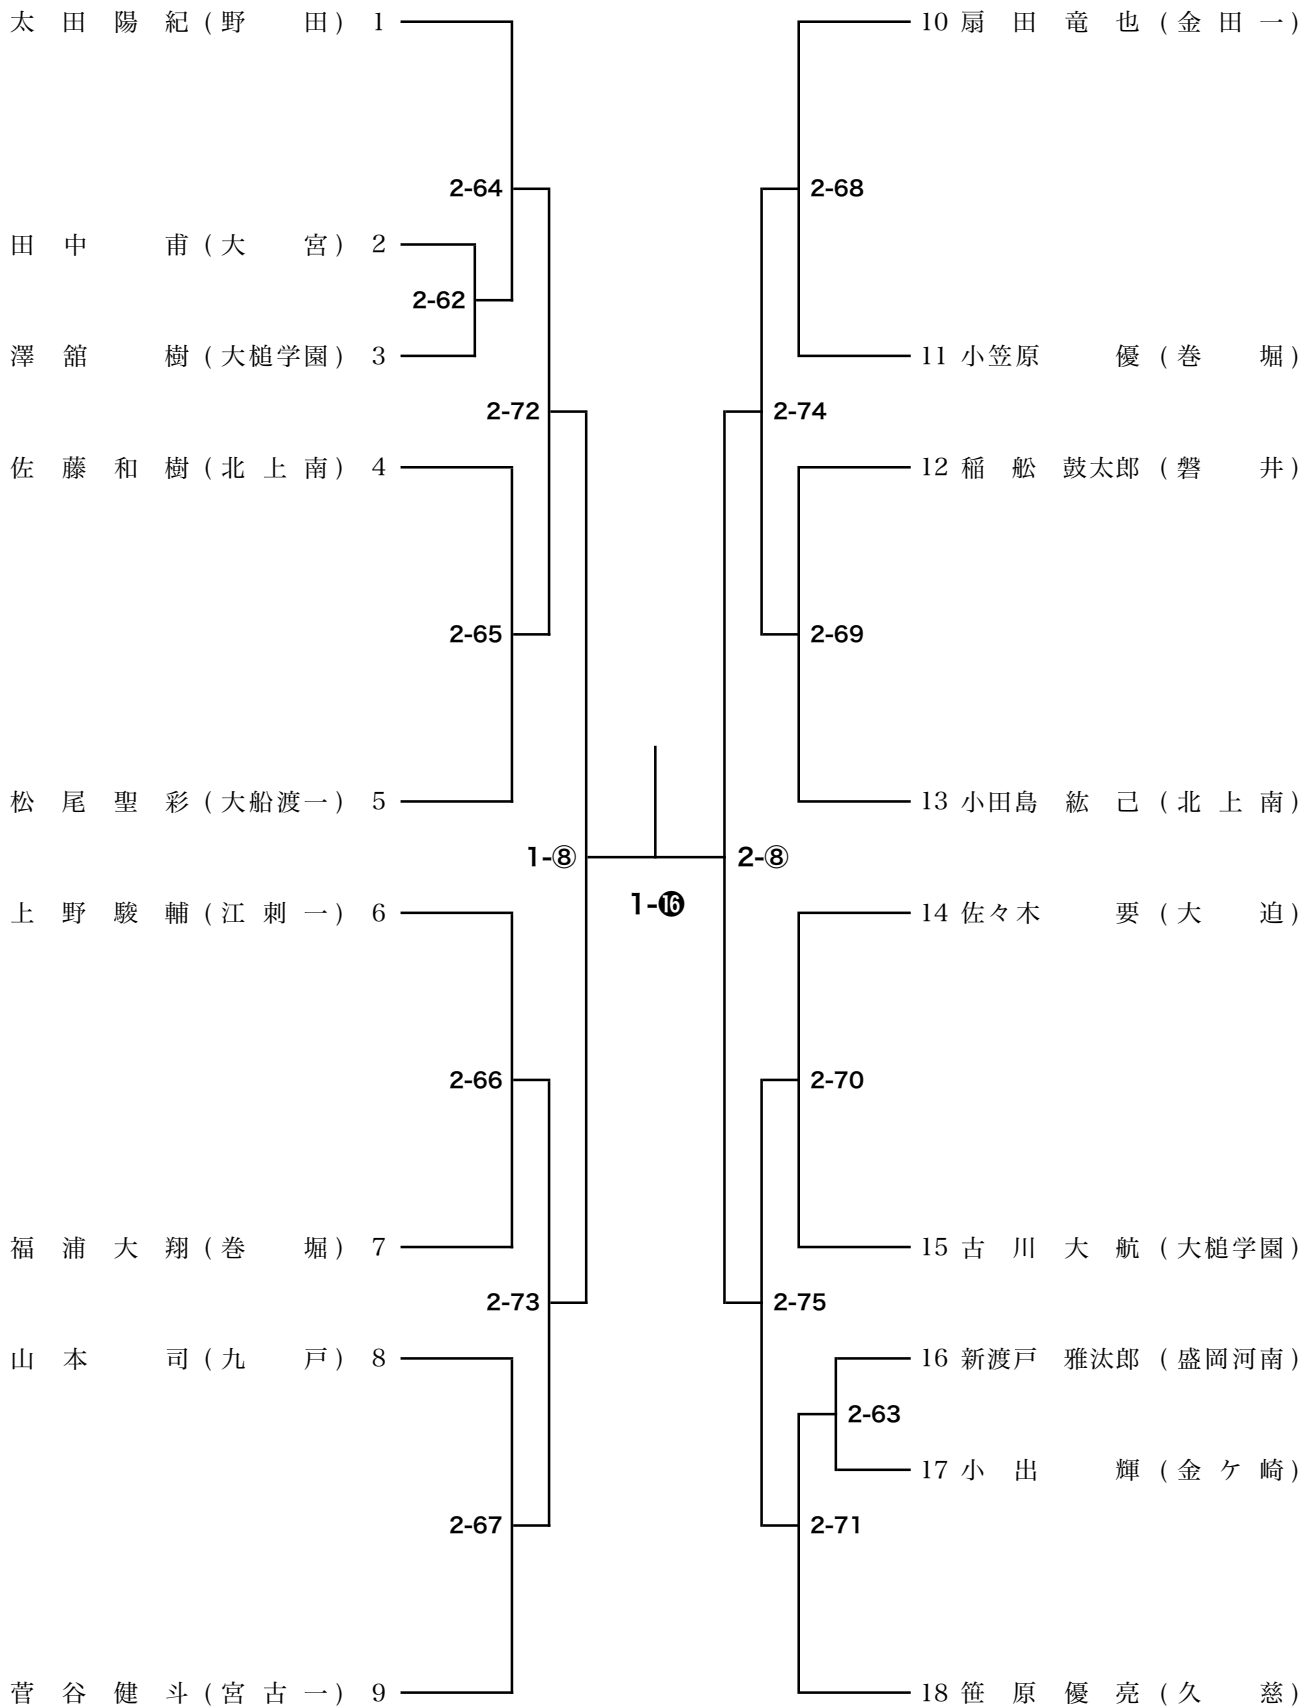 太田陽紀(野田) 1
2-64
田中甫(大宮) 2
2-62
澤舘樹(大槌学園) 3
2-72
佐藤和樹(北上南) 4
2-65
松尾聖彩(大船渡一) 5
1-⑧
上野駿輔(江刺一) 6
2-66
福浦大翔(巻堀) 7
2-73
山本司(九戸) 8
2-67
菅谷健斗(宮古一) 9
1-⓰
10 扇田竜也(金田一)
2-68
11 小笠原優(巻堀)
2-74
12 稲舩鼓太郎(磐井)
2-69
13 小田島紘己(北上南)
2-⑧
14 佐々木要(大迫)
2-70
15 古川大航(大槌学園)
2-75
16 新渡戸雅汰郎(盛岡河南)
2-63
17 小出輝(金ケ崎)
2-71
18 笹原優亮(久慈)